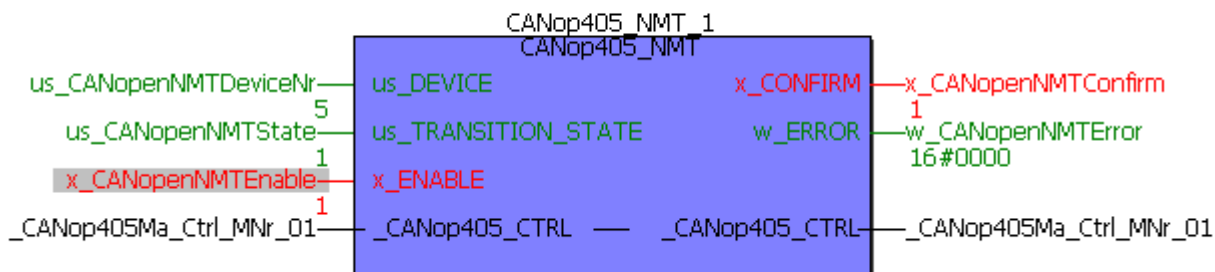 CANop405_NMT_1
CANop405_NMT
us_CANopenNMTDeviceNr us_DEVICE x_CONFIRM x_CANopenNMTConfirm
5 1
us_CANopenNMTState us_TRANSITION_STATE w_ERROR w_CANopenNMTError
1 16#0000
x_CANopenNMTEnable x_ENABLE
1
_CANop405Ma_Ctrl_MNr_01 _CANop405_CTRL _CANop405_CTRL _CANop405Ma_Ctrl_MNr_01